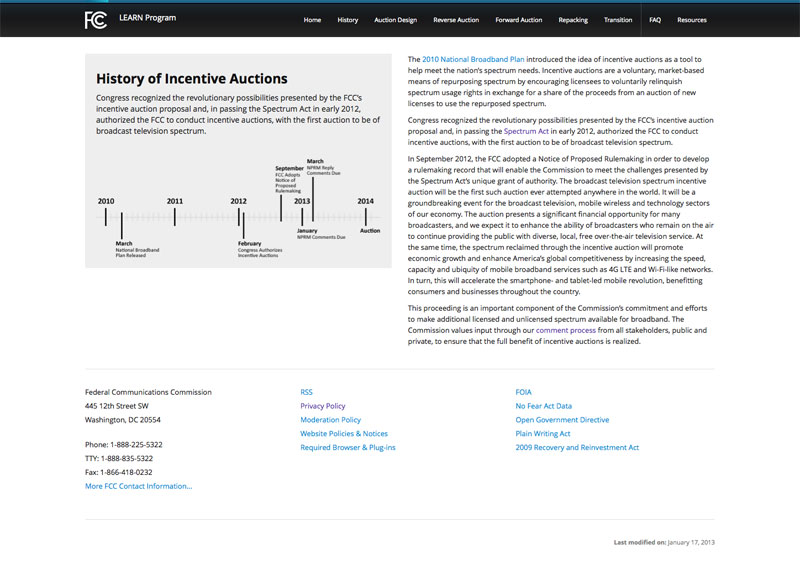 FCC LEARN Program
Home History Auction Design Reverse Auction Forward Auction Repacking Transition FAQ Resources
History of Incentive Auctions
Congress recognized the revolutionary possibilities presented by the FCC's
incentive auction proposal and, in passing the Spectrum Act in early 2012,
authorized the FCC to conduct incentive auctions, with the first auction to be of
broadcast television spectrum.
September
FCC Adopts
Notice of
Proposed
Rulemaking
March
NPRM Reply
Comments Due
2010 2011 2012 2013 2014
March
National Broadband
Plan Released
February
Congress Authorizes
Incentive Auctions
January
NPRM Comments Due
Auction
The 2010 National Broadband Plan introduced the idea of incentive auctions as a tool to
help meet the nation's spectrum needs. Incentive auctions are a voluntary, market-based
means of repurposing spectrum by encouraging licensees to voluntarily relinquish
spectrum usage rights in exchange for a share of the proceeds from an auction of new
licenses to use the repurposed spectrum.
Congress recognized the revolutionary possibilities presented by the FCC's incentive auction
proposal and, in passing the Spectrum Act in early 2012, authorized the FCC to conduct
incentive auctions, with the first auction to be of broadcast television spectrum.
In September 2012, the FCC adopted a Notice of Proposed Rulemaking in order to develop
a rulemaking record that will enable the Commission to meet the challenges presented by
the Spectrum Act's unique grant of authority. The broadcast television spectrum incentive
auction will be the first such auction ever attempted anywhere in the world. It will be a
groundbreaking event for the broadcast television, mobile wireless and technology sectors
of our economy. The auction presents a significant financial opportunity for many
broadcasters, and we expect it to enhance the ability of broadcasters who remain on the air
to continue providing the public with diverse, local, free over-the-air television service. At
the same time, the spectrum reclaimed through the incentive auction will promote
economic growth and enhance America's global competitiveness by increasing the speed,
capacity and ubiquity of mobile broadband services such as 4G LTE and Wi-Fi-like networks.
In turn, this will accelerate the smartphone- and tablet-led mobile revolution, benefitting
consumers and businesses throughout the country.
This proceeding is an important component of the Commission's commitment and efforts
to make additional licensed and unlicensed spectrum available for broadband. The
Commission values input through our comment process from all stakeholders, public and
private, to ensure that the full benefit of incentive auctions is realized.
Federal Communications Commission
445 12th Street SW
Washington, DC 20554
Phone: 1-888-225-5322
TTY: 1-888-835-5322
Fax: 1-866-418-0232
More FCC Contact Information...
RSS
Privacy Policy
Moderation Policy
Website Policies & Notices
Required Browser & Plug-ins
FOIA
No Fear Act Data
Open Government Directive
Plain Writing Act
2009 Recovery and Reinvestment Act
Last modified on: January 17, 2013